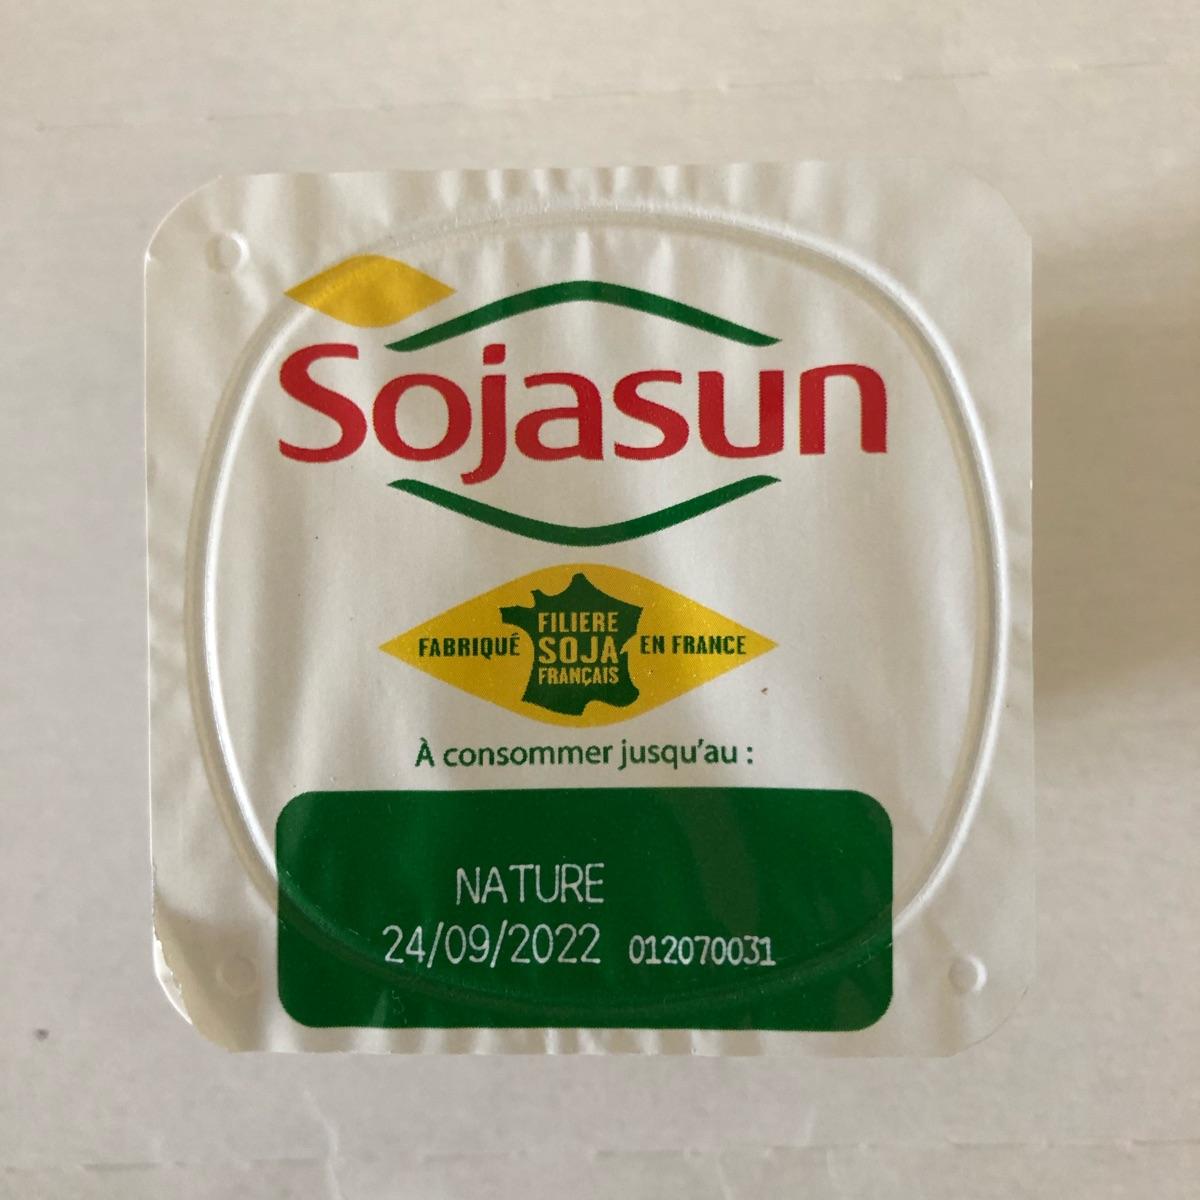 Sojasun
FABRIQUÉ FILIERE SOJA FRANÇAIS EN FRANCE
À consommer jusqu'au :
NATURE
24/09/2022 012070031